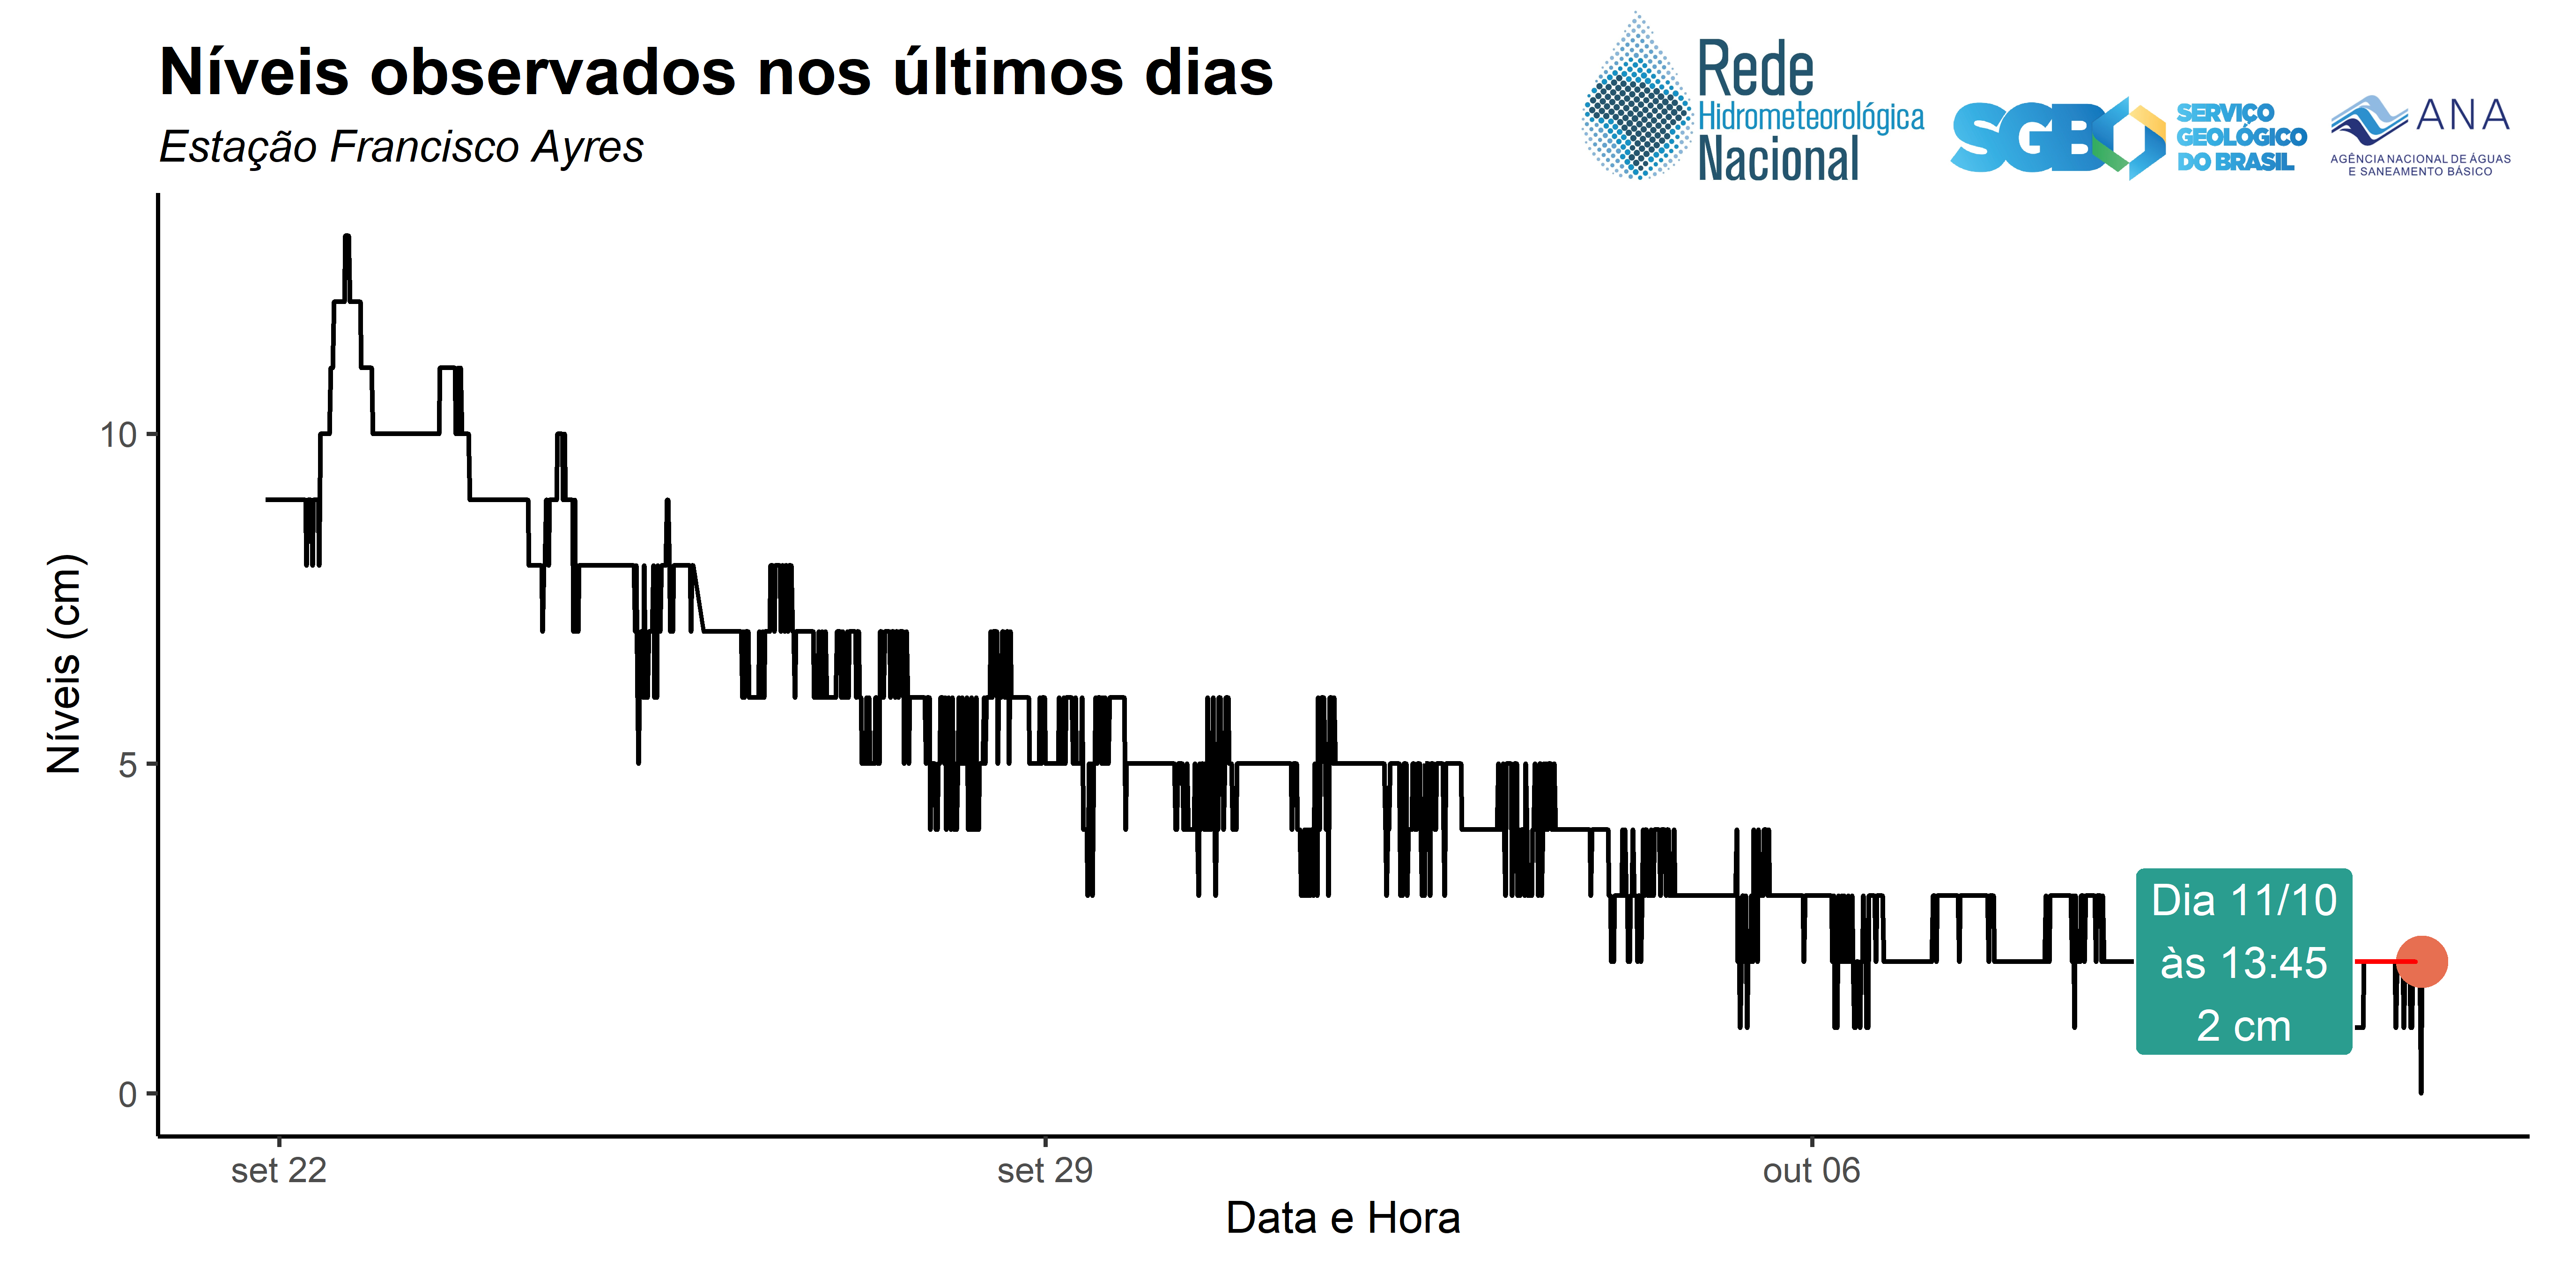 Níveis observados nos últimos dias
Estação Francisco Ayres
Rede
Hidrometeorológica
Nacional
SGB
SERVIÇO
GEOLÓGICO
DO BRASIL
ANA
AGÊNCIA NACIONAL DE ÁGUAS
E SANEAMENTO BÁSICO
Níveis (cm)
10
5
0
Dia 11/10
às 13:45
2 cm
set 22
set 29
out 06
Data e Hora